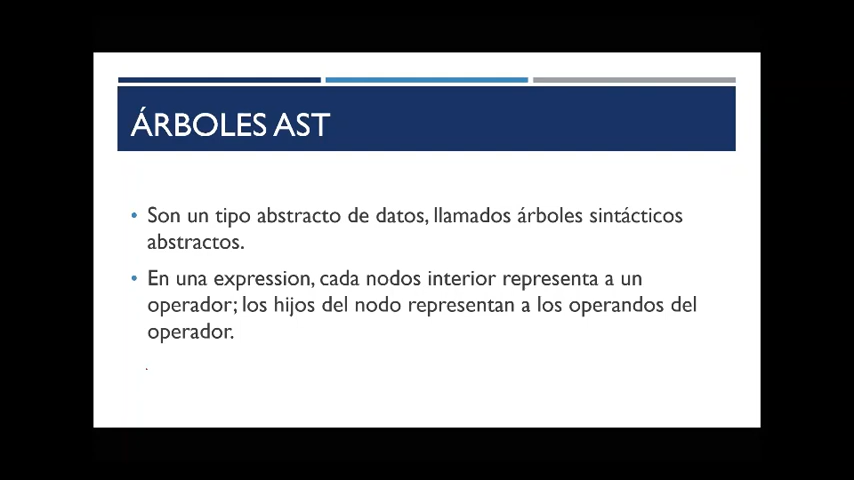 ÁRBOLES AST
• Son un tipo abstracto de datos, llamados árboles sintácticos
abstractos.
• En una expression, cada nodos interior representa a un
operador; los hijos del nodo representan a los operandos del
operador.
.